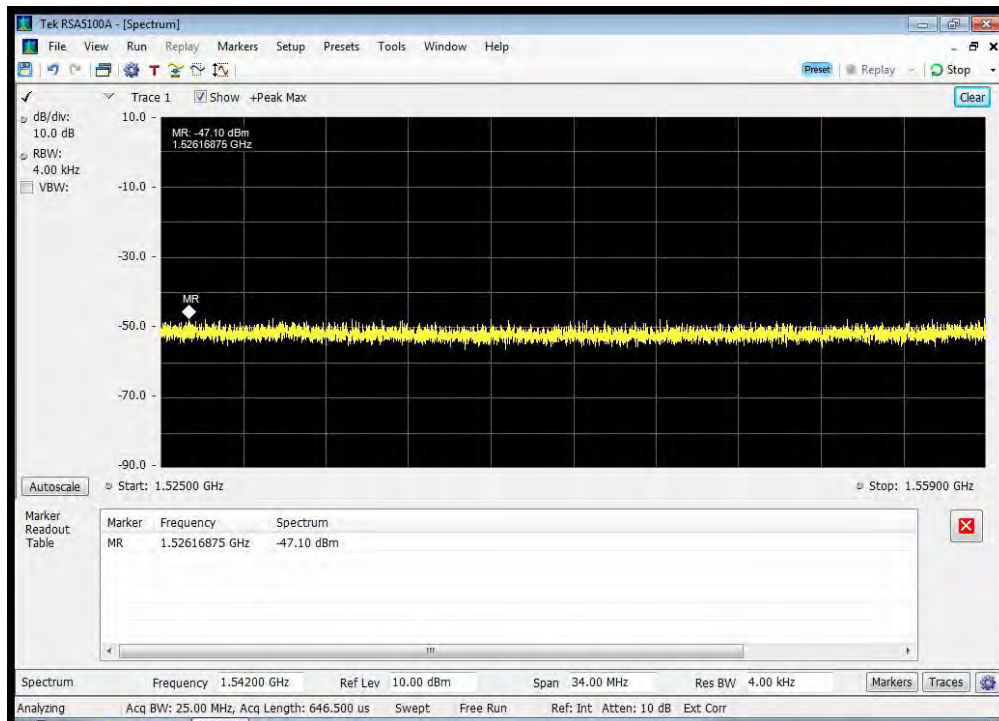 Tek RSA5100A - [Spectrum]
File View Run Replay Markers Setup Presets Tools Window Help
T Preset Replay Stop
Trace 1 Show +Peak Max Clear
dB/div:
10.0 dB
RBW:
4.00 kHz
VBW:
10.0
MR: -47.10 dBm
1.52616875 GHz
-10.0
-30.0
MR
-50.0
-70.0
-90.0
Autoscale Start: 1.52500 GHz Stop: 1.55900 GHz
Marker
Readout
Table
Marker Frequency Spectrum
MR 1.52616875 GHz -47.10 dBm
Spectrum Frequency 1.54200 GHz Ref Lev 10.00 dBm Span 34.00 MHz Res BW 4.00 kHz Markers Traces
Analyzing Acq BW: 25.00 MHz, Acq Length: 646.500 us Swept Free Run Ref: Int Atten: 10 dB Ext Corr